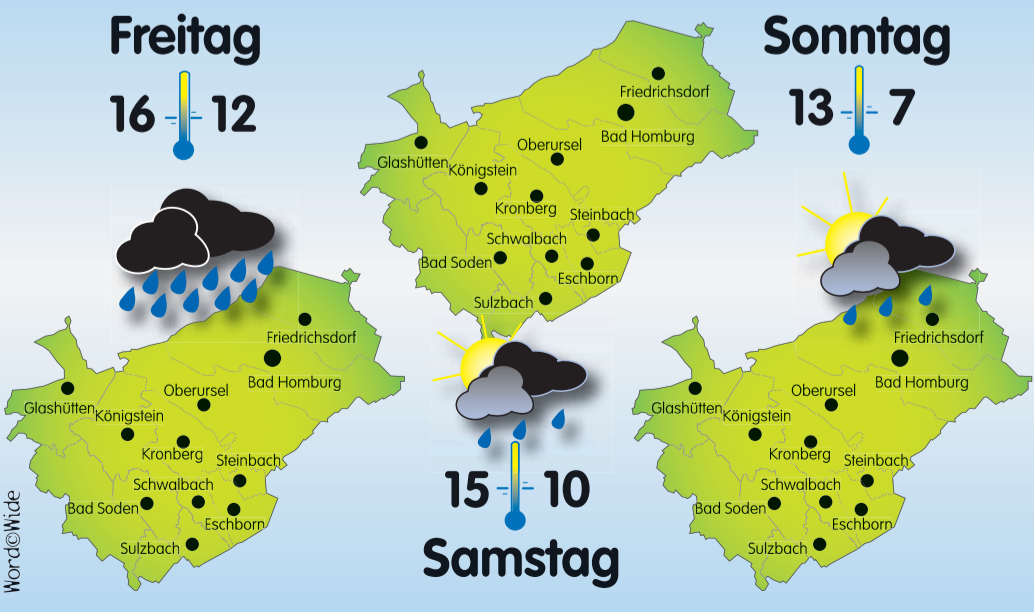 Freitag
16 12
Friedrichsdorf
Bad Homburg
Glashütten
Oberursel
Königstein
Kronberg
Steinbach
Schwalbach
Bad Soden
Eschborn
Sulzbach
Friedrichsdorf
Bad Homburg
Oberursel
Glashütten
Königstein
Kronberg
Steinbach
Schwalbach
Bad Soden
Eschborn
Sulzbach
15 10
Samstag
Sonntag
13 7
Friedrichsdorf
Bad Homburg
Glashütten
Oberursel
Königstein
Kronberg
Steinbach
Schwalbach
Bad Soden
Eschborn
Sulzbach
Word©Wide